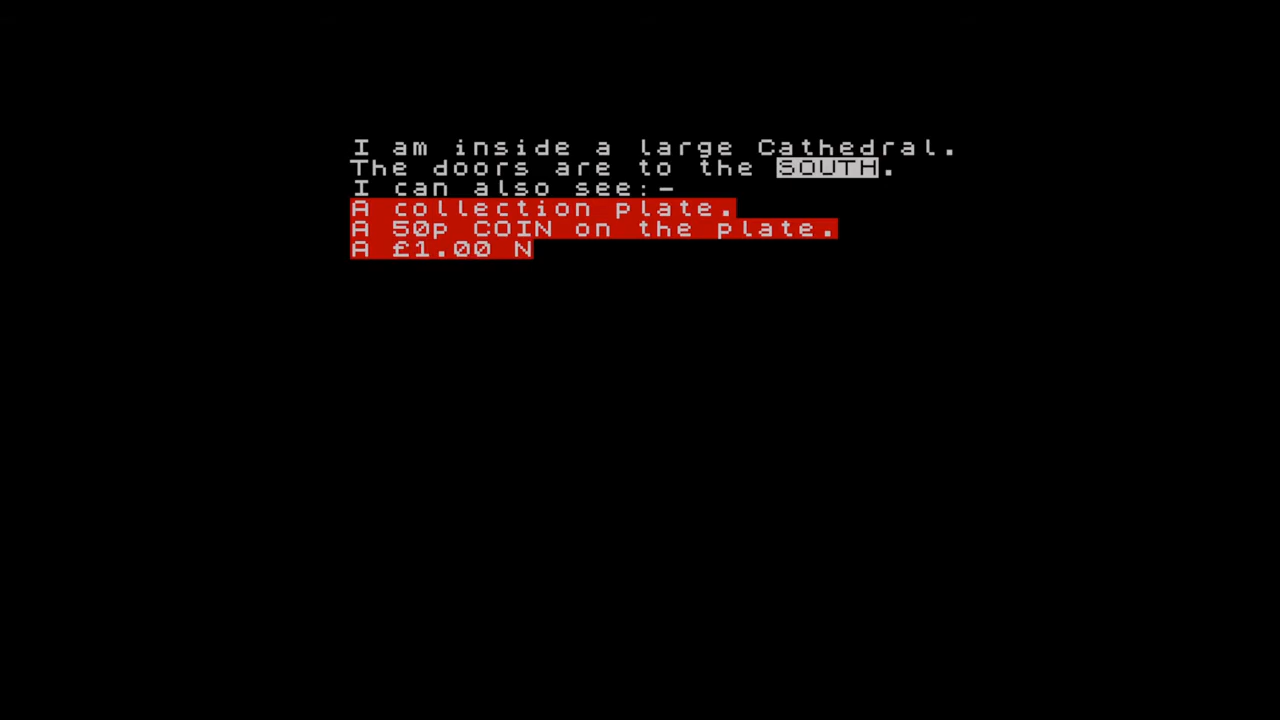 I am inside a large Cathedral.
The doors are to the SOUTH.
I can also see:-
A collection plate.
A 50p COIN on the plate.
A £1.00 N